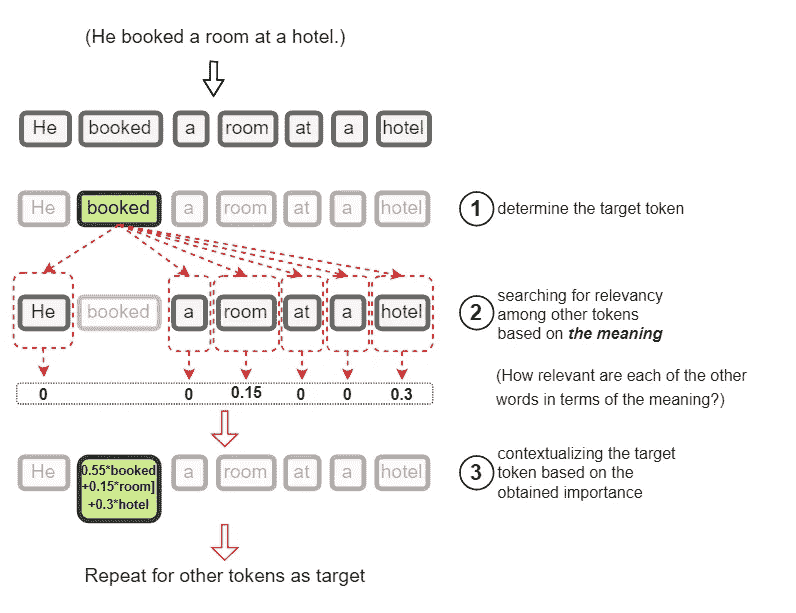 (He booked a room at a hotel.)
He booked a room at a hotel
He booked a room at a hotel
1 determine the target token
He booked a room at a hotel
2 searching for relevancy
among other tokens
based on the meaning
(How relevant are each of the other
words in terms of the meaning?)
0 0 0.15 0 0 0.3
He 0.55*booked a room at a hotel
+0.15*room]
+0.3*hotel
3 contextualizing the target
token based on the
obtained importance
Repeat for other tokens as target